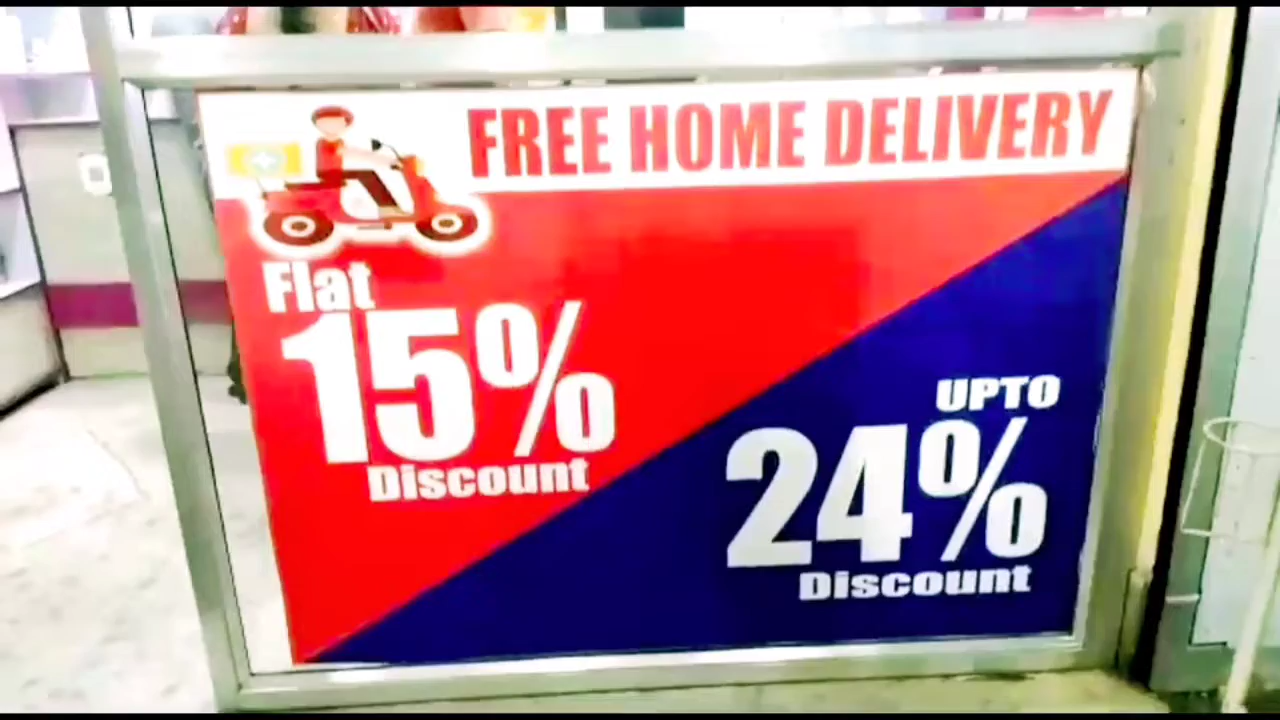 FREE HOME DELIVERY
Flat
15%
Discount
UPTO
24%
Discount